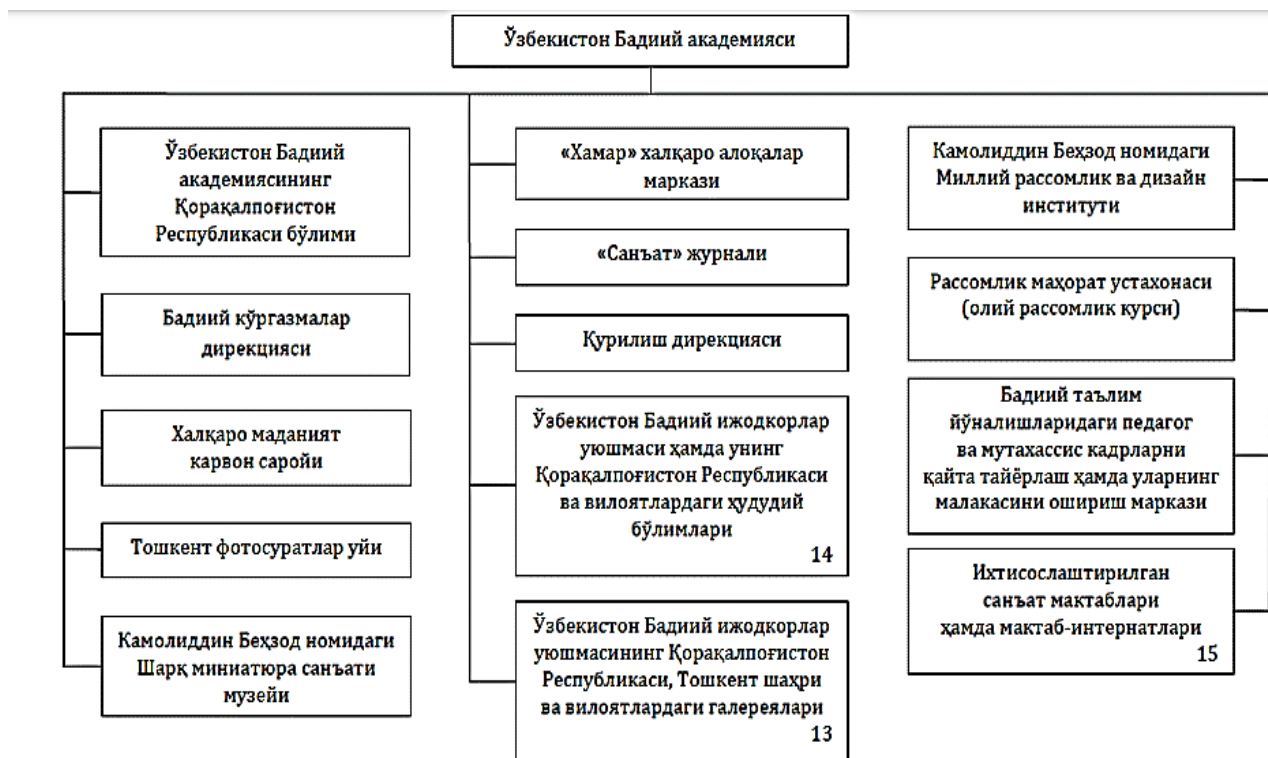 Ўзбекистон Бадиий академияси
Ўзбекистон Бадиий
академиясининг
Қорақалпоғистон
Республикаси бўлими
Бадиий кўргазмалар
дирекцияси
Халқаро маданият
карвон саройи
Тошкент фотосуратлар уйи
Камолиддин Беҳзод номидаги
Шарқ миниатюра санъати
музейи
«Хамар» халқаро алоқалар
маркази
«Санъат» журнали
Қурилиш дирекцияси
Ўзбекистон Бадиий ижодкорлар
уюшмаси ҳамда унинг
Қорақалпоғистон Республикаси
ва вилоятлардаги ҳудудий
бўлимлари
14
Ўзбекистон Бадиий ижодкорлар
уюшмасининг Қорақалпоғистон
Республикаси, Тошкент шаҳри
ва вилоятлардаги галереялари
13
Камолиддин Беҳзод номидаги
Миллий рассомлик ва дизайн
институти
Рассомлик маҳорат устахонаси
(олий рассомлик курси)
Бадиий таълим
йўналишларидаги педагог
ва мутахассис кадрларни
қайта тайёрлаш ҳамда уларнинг
малакасини ошириш маркази
Ихтисослаштирилган
санъат мактаблари
ҳамда мактаб-интернатлари
15